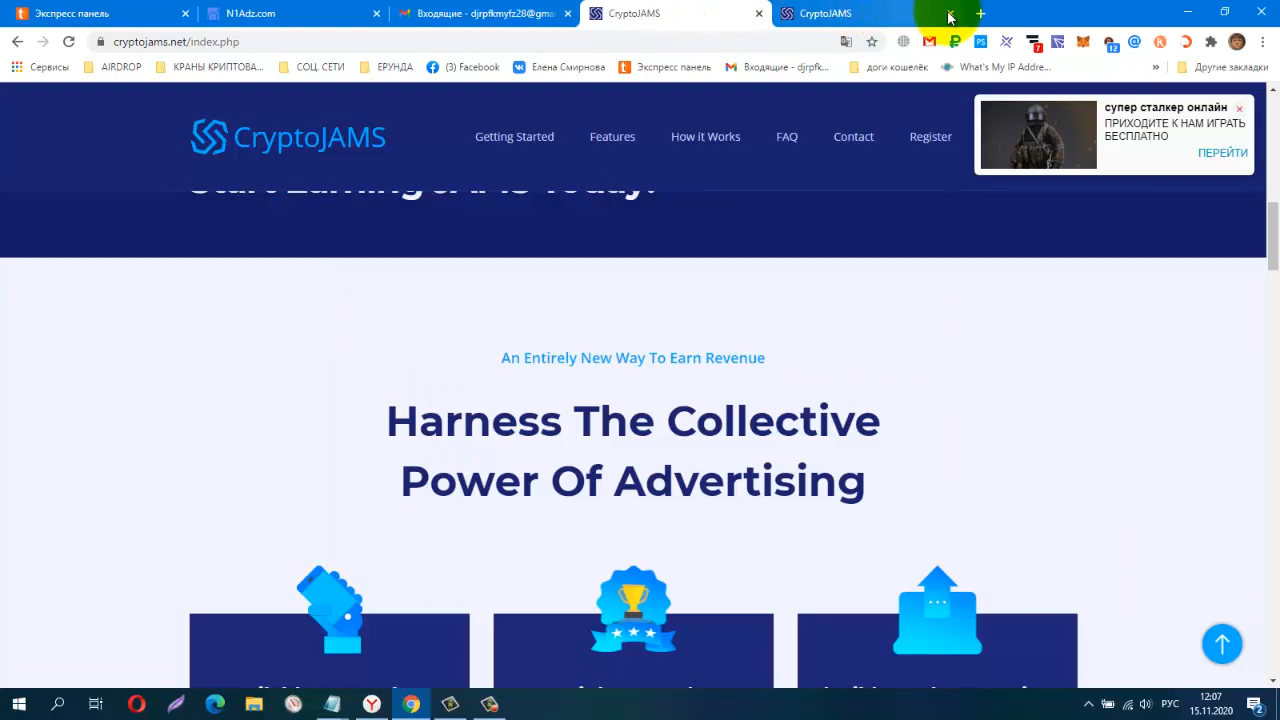 Экспресс панель
N1Adz.com
Входящие - djrpfkmyfz28@gma
CryptoJAMS
CryptoJAMS
cryptojams.net/index.php
7
12
Сервисы
AIRDROP
КРАНЫ КРИПТОВА...
СОЦ. СЕТИ
ЕРУНДА
(3) Facebook
Елена Смирнова
Экспресс панель
Входящие - djrpfk...
доги кошелёк
What's My IP Addre...
»
Другие закладки
CryptoJAMS
Getting Started
Features
How it Works
FAQ
Contact
Register
супер сталкер онлайн
ПРИХОДИТЕ К НАМ ИГРАТЬ
БЕСПЛАТНО
ПЕРЕЙТИ
Start Earning JAMS Today!
An Entirely New Way To Earn Revenue
Harness The Collective
Power Of Advertising
РУС
12:07
15.11.2020
2